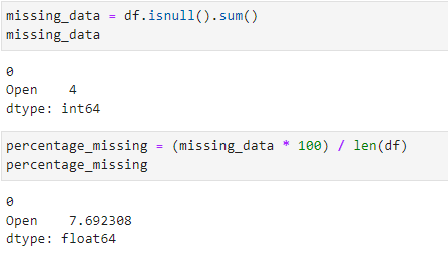 missing_data = df.isnull().sum()
missing_data
0
Open    4
dtype: int64
percentage_missing = (missing_data * 100) / len(df)
percentage_missing
0
Open    7.692308
dtype: float64